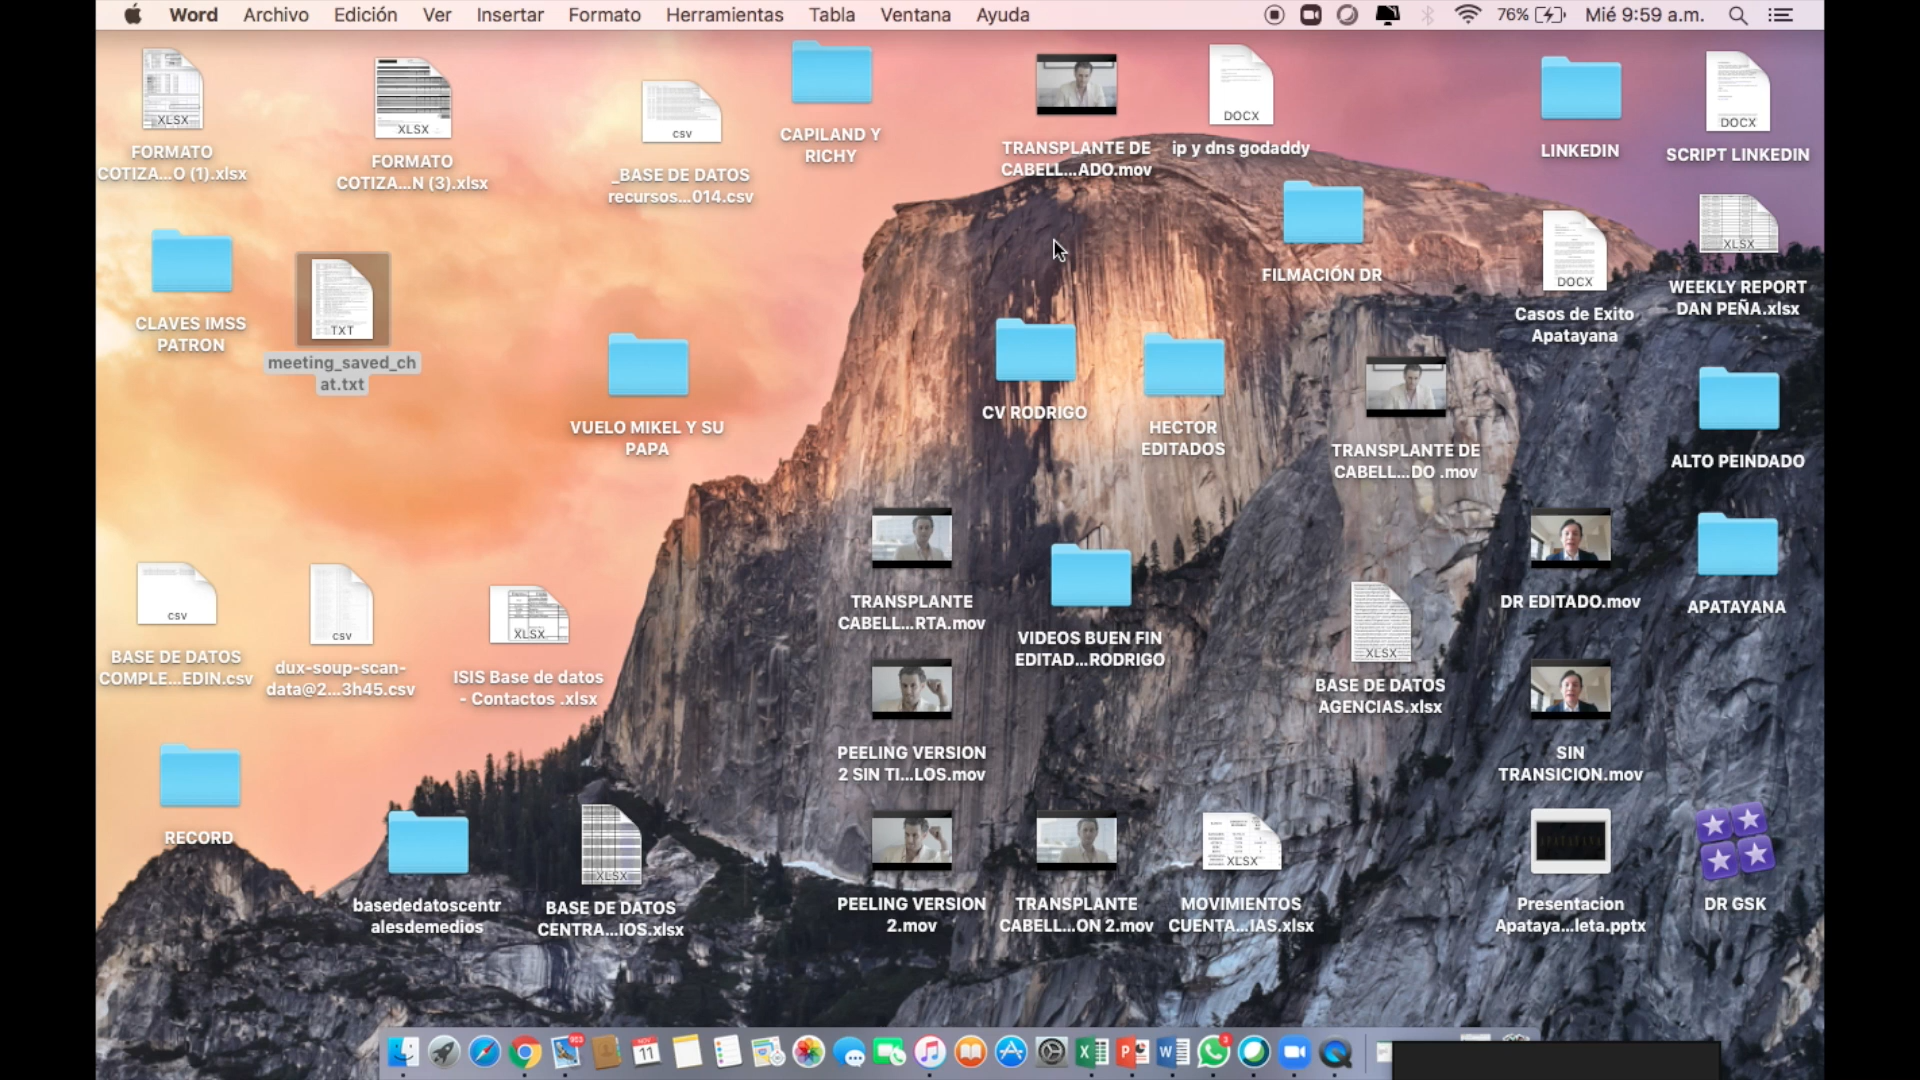 Word Archivo Edición Ver Insertar Formato Herramientas Tabla Ventana Ayuda 76% Mié 9:59 a.m.
XLSX
FORMATO
COTIZA...O (1).xlsx
XLSX
FORMATO
COTIZA...N (3).xlsx
CSV
_BASE DE DATOS
recursos...014.csv
CAPILAND Y
RICHY
TRANSPLANTE DE
CABELL...ADO.mov
DOCX
ip y dns godaddy
LINKEDIN
DOCX
SCRIPT LINKEDIN
CLAVES IMSS
PATRON
TXT
meeting_saved_ch
at.txt
VUELO MIKEL Y SU
PAPA
CV RODRIGO
HECTOR
EDITADOS
FILMACIÓN DR
TRANSPLANTE DE
CABELL...DO .mov
DOCX
Casos de Exito
Apatayana
XLSX
WEEKLY REPORT
DAN PEÑA.xlsx
ALTO PEINDADO
CSV
BASE DE DATOS
COMPLE...EDIN.csv
CSV
dux-soup-scan-
data@2...3h45.csv
XLSX
ISIS Base de datos
- Contactos .xlsx
TRANSPLANTE
CABELL...RTA.mov
VIDEOS BUEN FIN
EDITAD...RODRIGO
XLSX
BASE DE DATOS
AGENCIAS.xlsx
DR EDITADO.mov
APATAYANA
RECORD
PEELING VERSION
2 SIN TI...LOS.mov
SIN
TRANSICION.mov
basededatoscentr
alesdemedios
XLSX
BASE DE DATOS
CENTRA...IOS.xlsx
PEELING VERSION
2.mov
TRANSPLANTE
CABELL...ON 2.mov
XLSX
MOVIMIENTOS
CUENTA...IAS.xlsx
APATAYANA
Presentacion
Apataya...leta.pptx
DR GSK
953
NOV
11
X
P
W
3